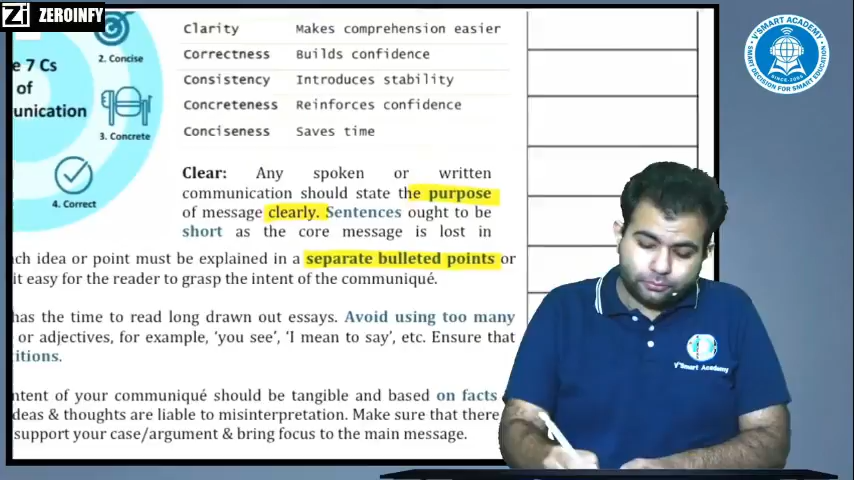 Zi ZEROINFY
e 7 Cs
of
unication
2. Concise
3. Concrete
4. Correct
Clarity Makes comprehension easier
Correctness Builds confidence
Consistency Introduces stability
Concreteness Reinforces confidence
Conciseness Saves time
Clear: Any spoken or written
communication should state the purpose
of message clearly. Sentences ought to be
short as the core message is lost in
ch idea or point must be explained in a separate bulleted points or
it easy for the reader to grasp the intent of the communiqué.
has the time to read long drawn out essays. Avoid using too many
or adjectives, for example, ‘you see’, ‘I mean to say’, etc. Ensure that
itions.
ntent of your communiqué should be tangible and based on facts
deas & thoughts are liable to misinterpretation. Make sure that there
support your case/argument & bring focus to the main message.
V'SMART ACADEMY
SINCE-2004
SMART DECISION FOR SMART EDUCATION
V'Smart Academy